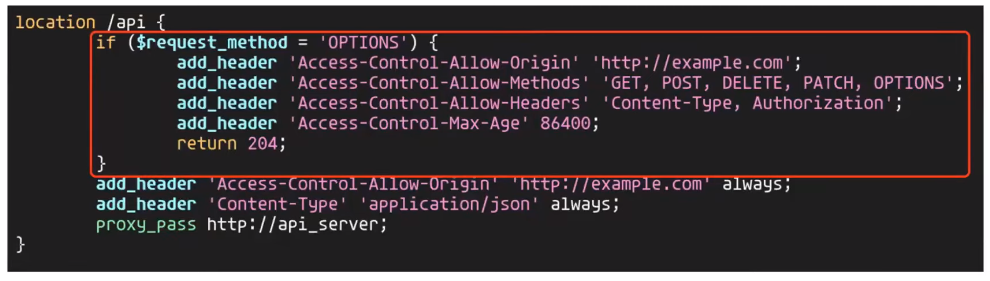 location /api {
if ($request_method = 'OPTIONS') {
add_header 'Access-Control-Allow-Origin' 'http://example.com';
add_header 'Access-Control-Allow-Methods' 'GET, POST, DELETE, PATCH, OPTIONS';
add_header 'Access-Control-Allow-Headers' 'Content-Type, Authorization';
add_header 'Access-Control-Max-Age' 86400;
return 204;
}
add_header 'Access-Control-Allow-Origin' 'http://example.com' always;
add_header 'Content-Type' 'application/json' always;
proxy_pass http://api_server;
}